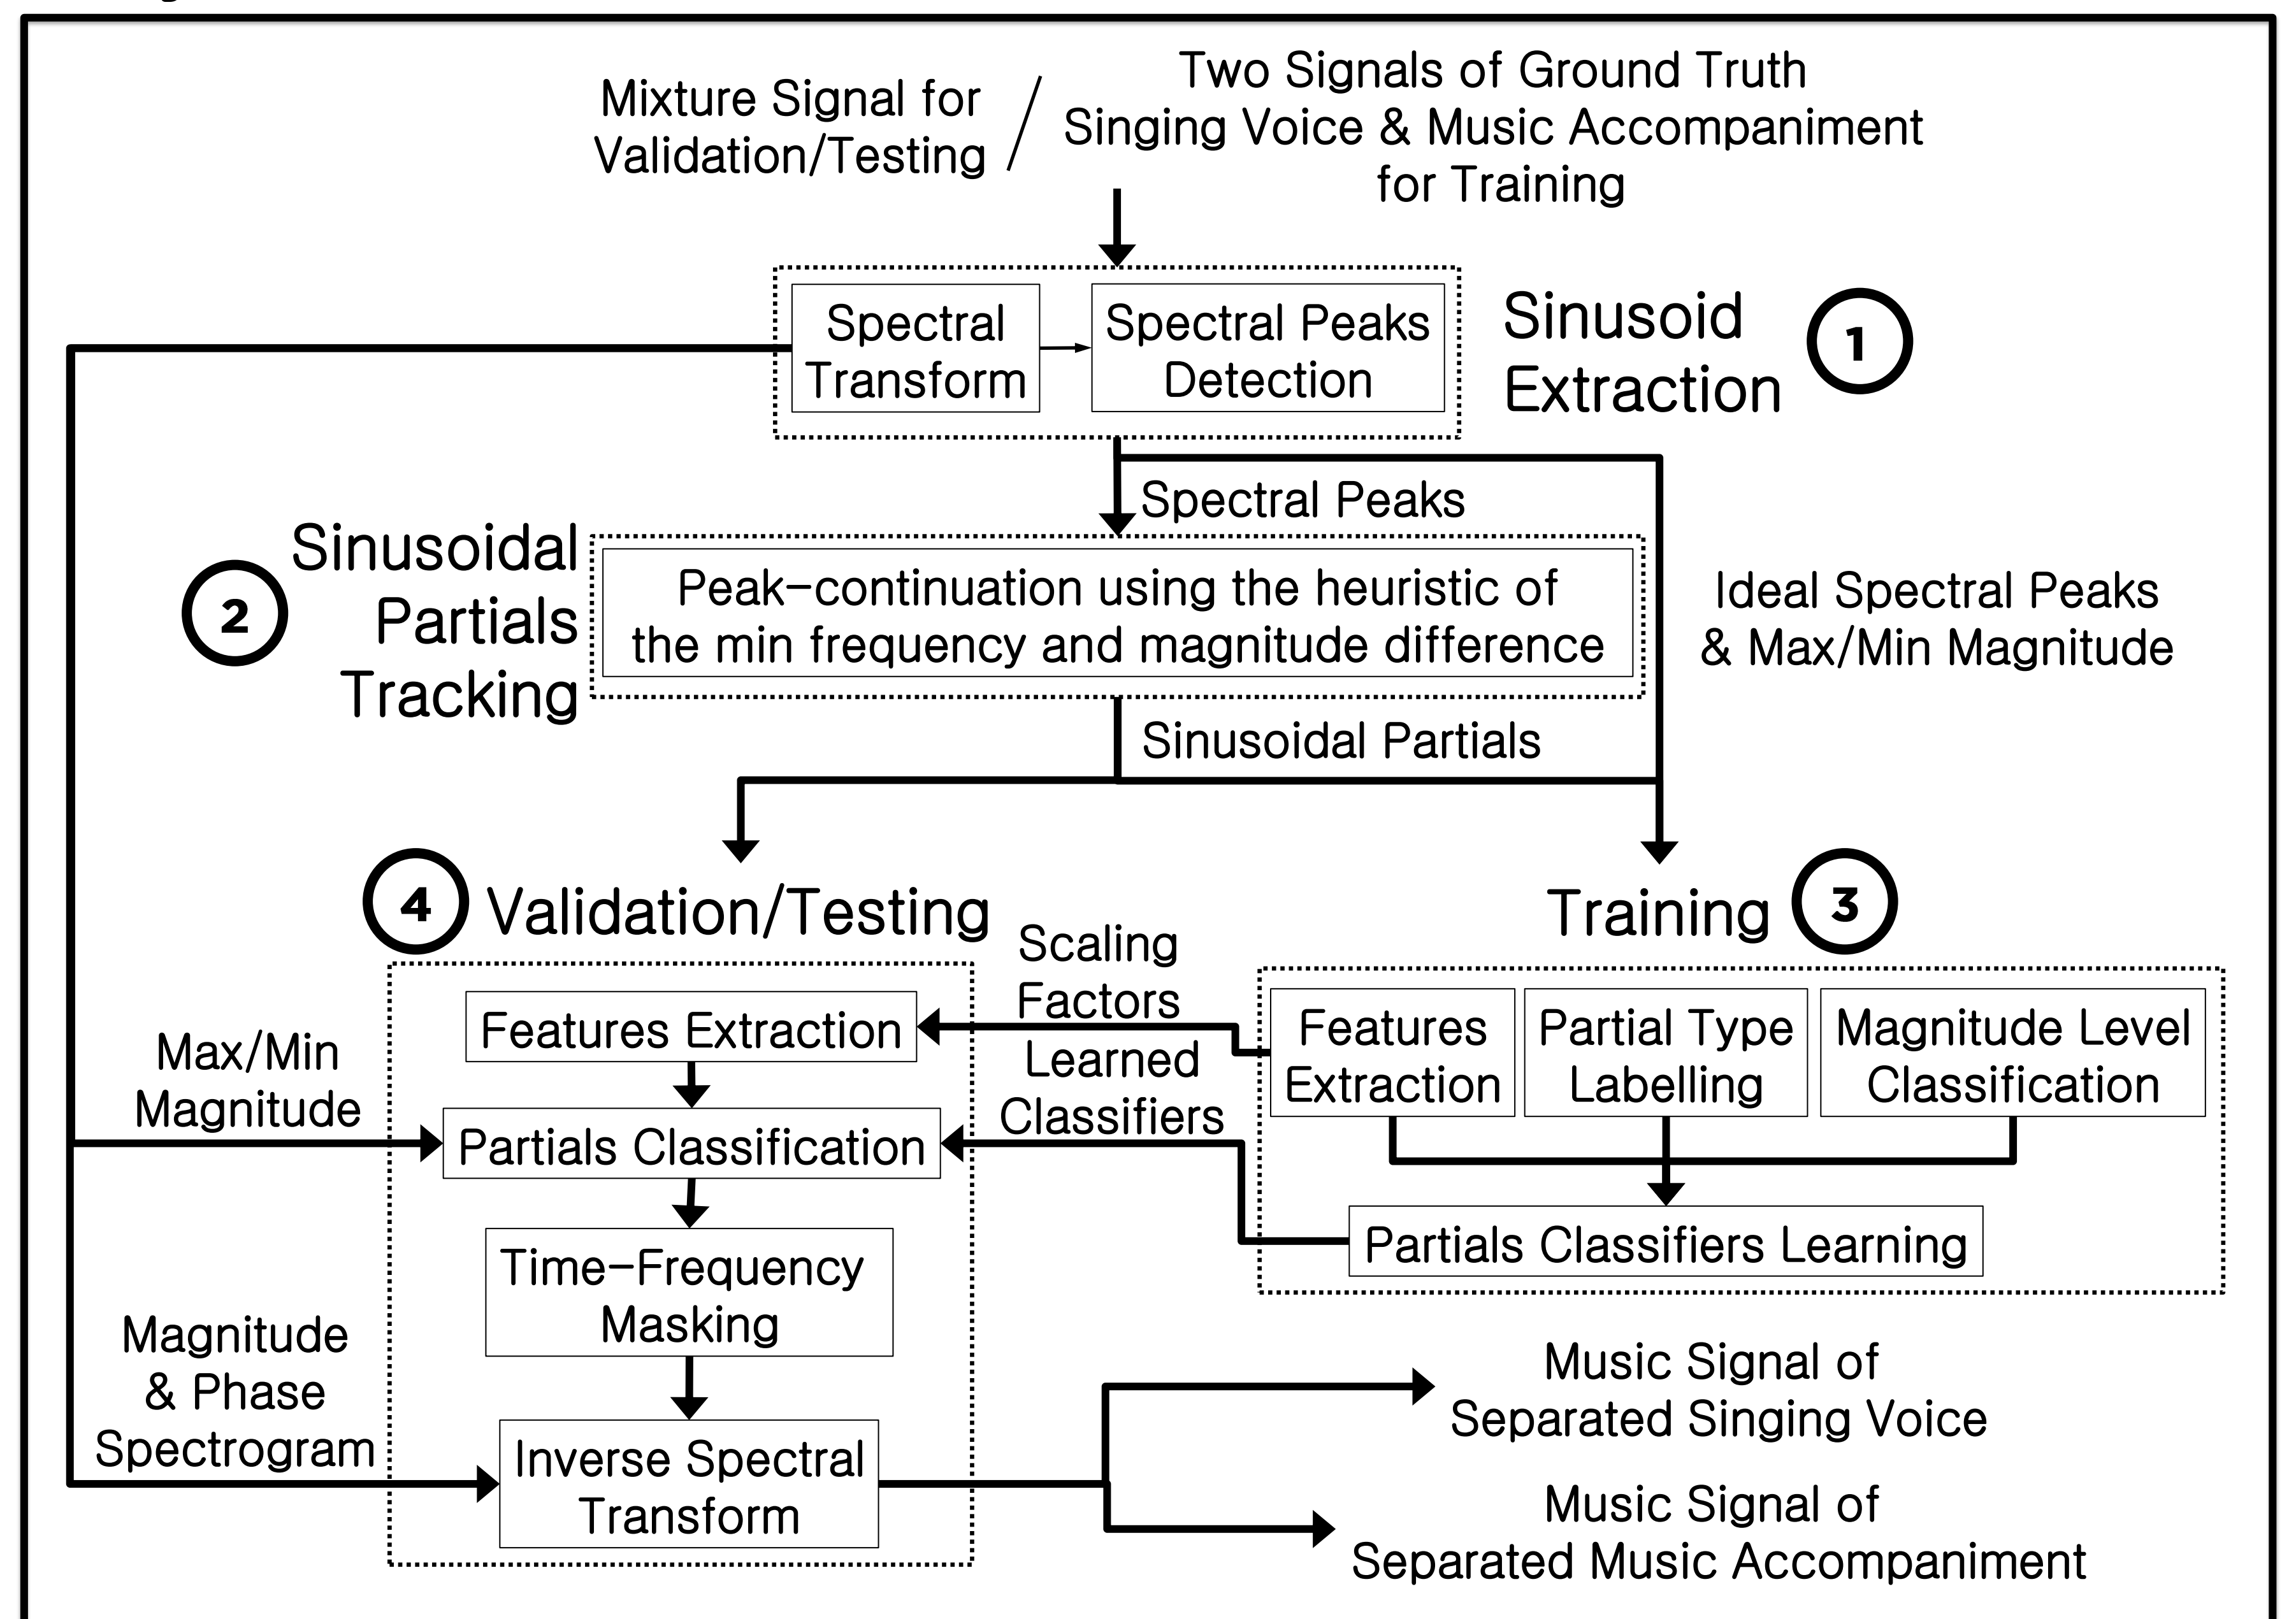 Mixture Signal for
Validation/Testing
/
Two Signals of Ground Truth
Singing Voice & Music Accompaniment
for Training
Spectral
Transform
Spectral Peaks
Detection
Sinusoid
Extraction
1
Spectral Peaks
Sinusoidal
Partials
Tracking
2
Peak-continuation using the heuristic of
the min frequency and magnitude difference
Ideal Spectral Peaks
& Max/Min Magnitude
Sinusoidal Partials
4
Validation/Testing
Training
3
Scaling
Factors
Learned
Classifiers
Features Extraction
Partials Classification
Time-Frequency
Masking
Inverse Spectral
Transform
Max/Min
Magnitude
Magnitude
& Phase
Spectrogram
Features
Extraction
Partial Type
Labelling
Magnitude Level
Classification
Partials Classifiers Learning
Music Signal of
Separated Singing Voice
Music Signal of
Separated Music Accompaniment